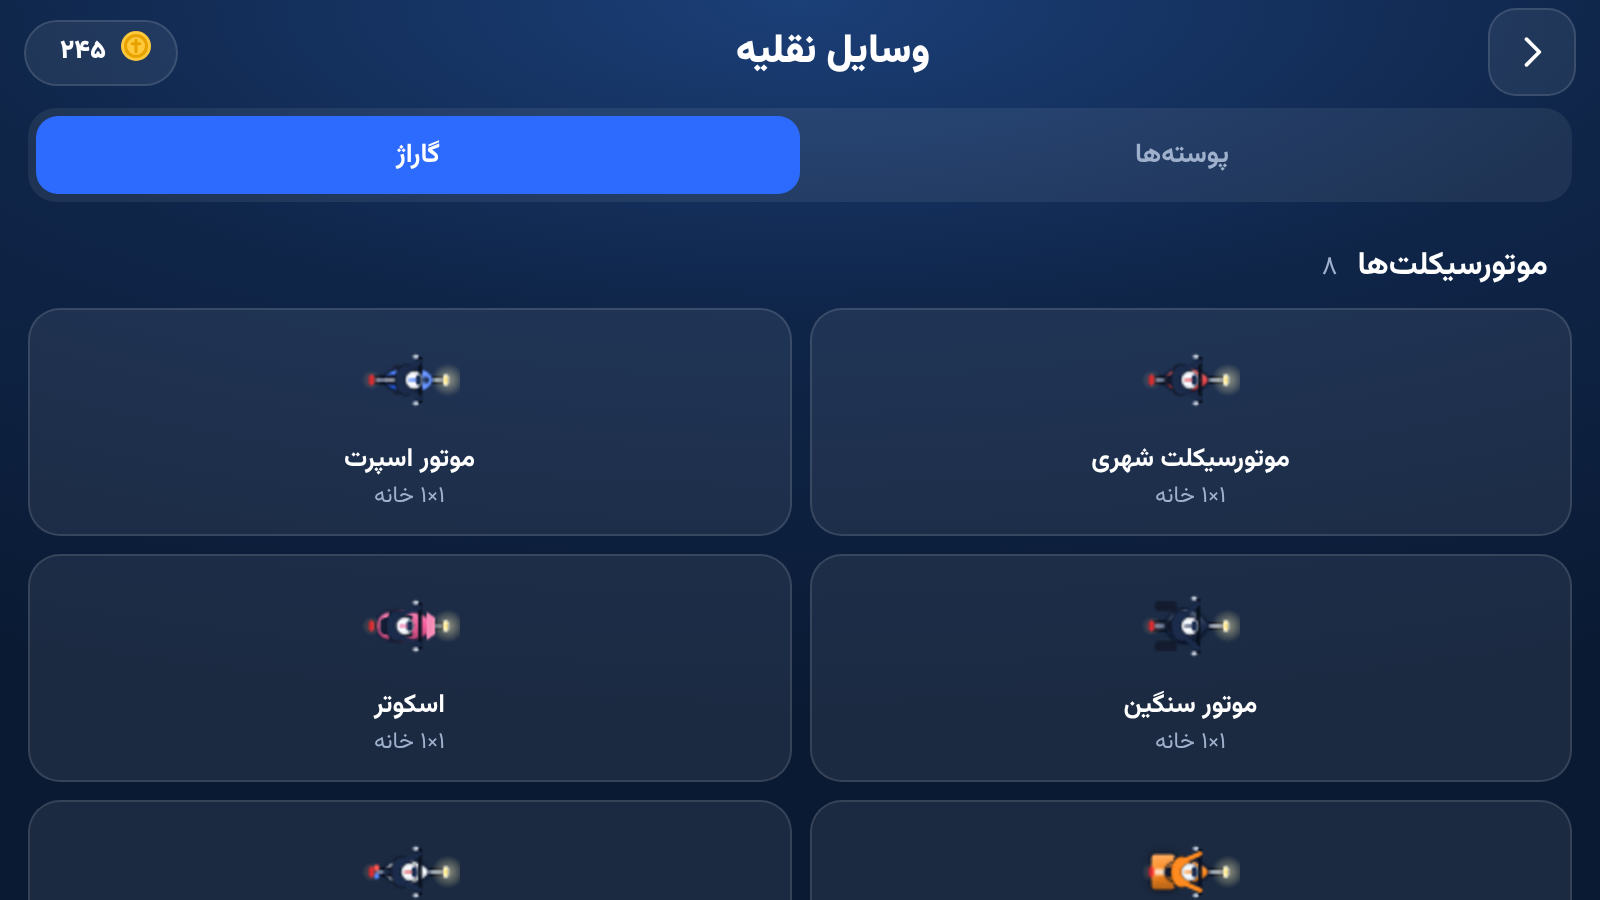 وسایل نقلیه
۲۴۵
پوسته‌ها
گاراژ
موتورسیکلت‌ها ۸
موتورسیکلت شهری
۱×۱ خانه
موتور اسپرت
۱×۱ خانه
موتور سنگین
۱×۱ خانه
اسکوتر
۱×۱ خانه